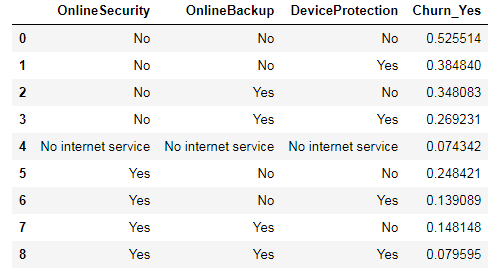 OnlineSecurity OnlineBackup DeviceProtection Churn_Yes
0 No No No 0.525514
1 No No Yes 0.384840
2 No Yes No 0.348083
3 No Yes Yes 0.269231
4 No internet service No internet service No internet service 0.074342
5 Yes No No 0.248421
6 Yes No Yes 0.139089
7 Yes Yes No 0.148148
8 Yes Yes Yes 0.079595